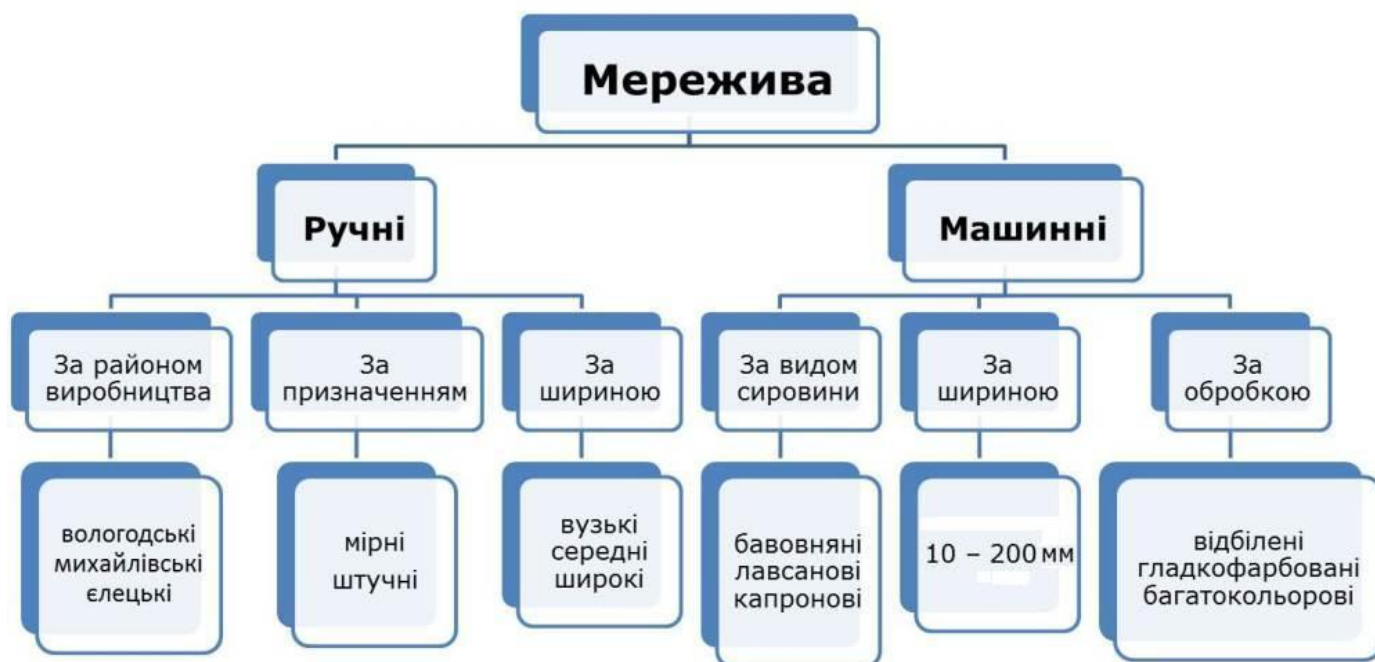 Мережива
Ручні
Машинні
За районом
виробництва
За
призначенням
За
шириною
За видом
сировини
За
шириною
За
обробкою
вологодські
михайлівські
єлецькі
мірні
штучні
вузькі
середні
широкі
бавовняні
лавсанові
капронові
10 – 200 мм
відбілені
гладкофарбовані
багатокольорові